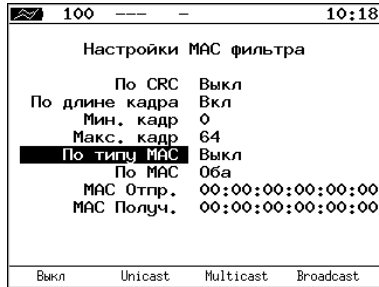 100 --- - 10:18
Настройки MAC фильтра
По CRC Выкл
По длине кадра Вкл
Мин. кадр 0
Макс. кадр 64
По типу MAC Выкл
По MAC Оба
MAC Отпр. 00:00:00:00:00:00
MAC Получ. 00:00:00:00:00:00
Выкл Unicast Multicast Broadcast